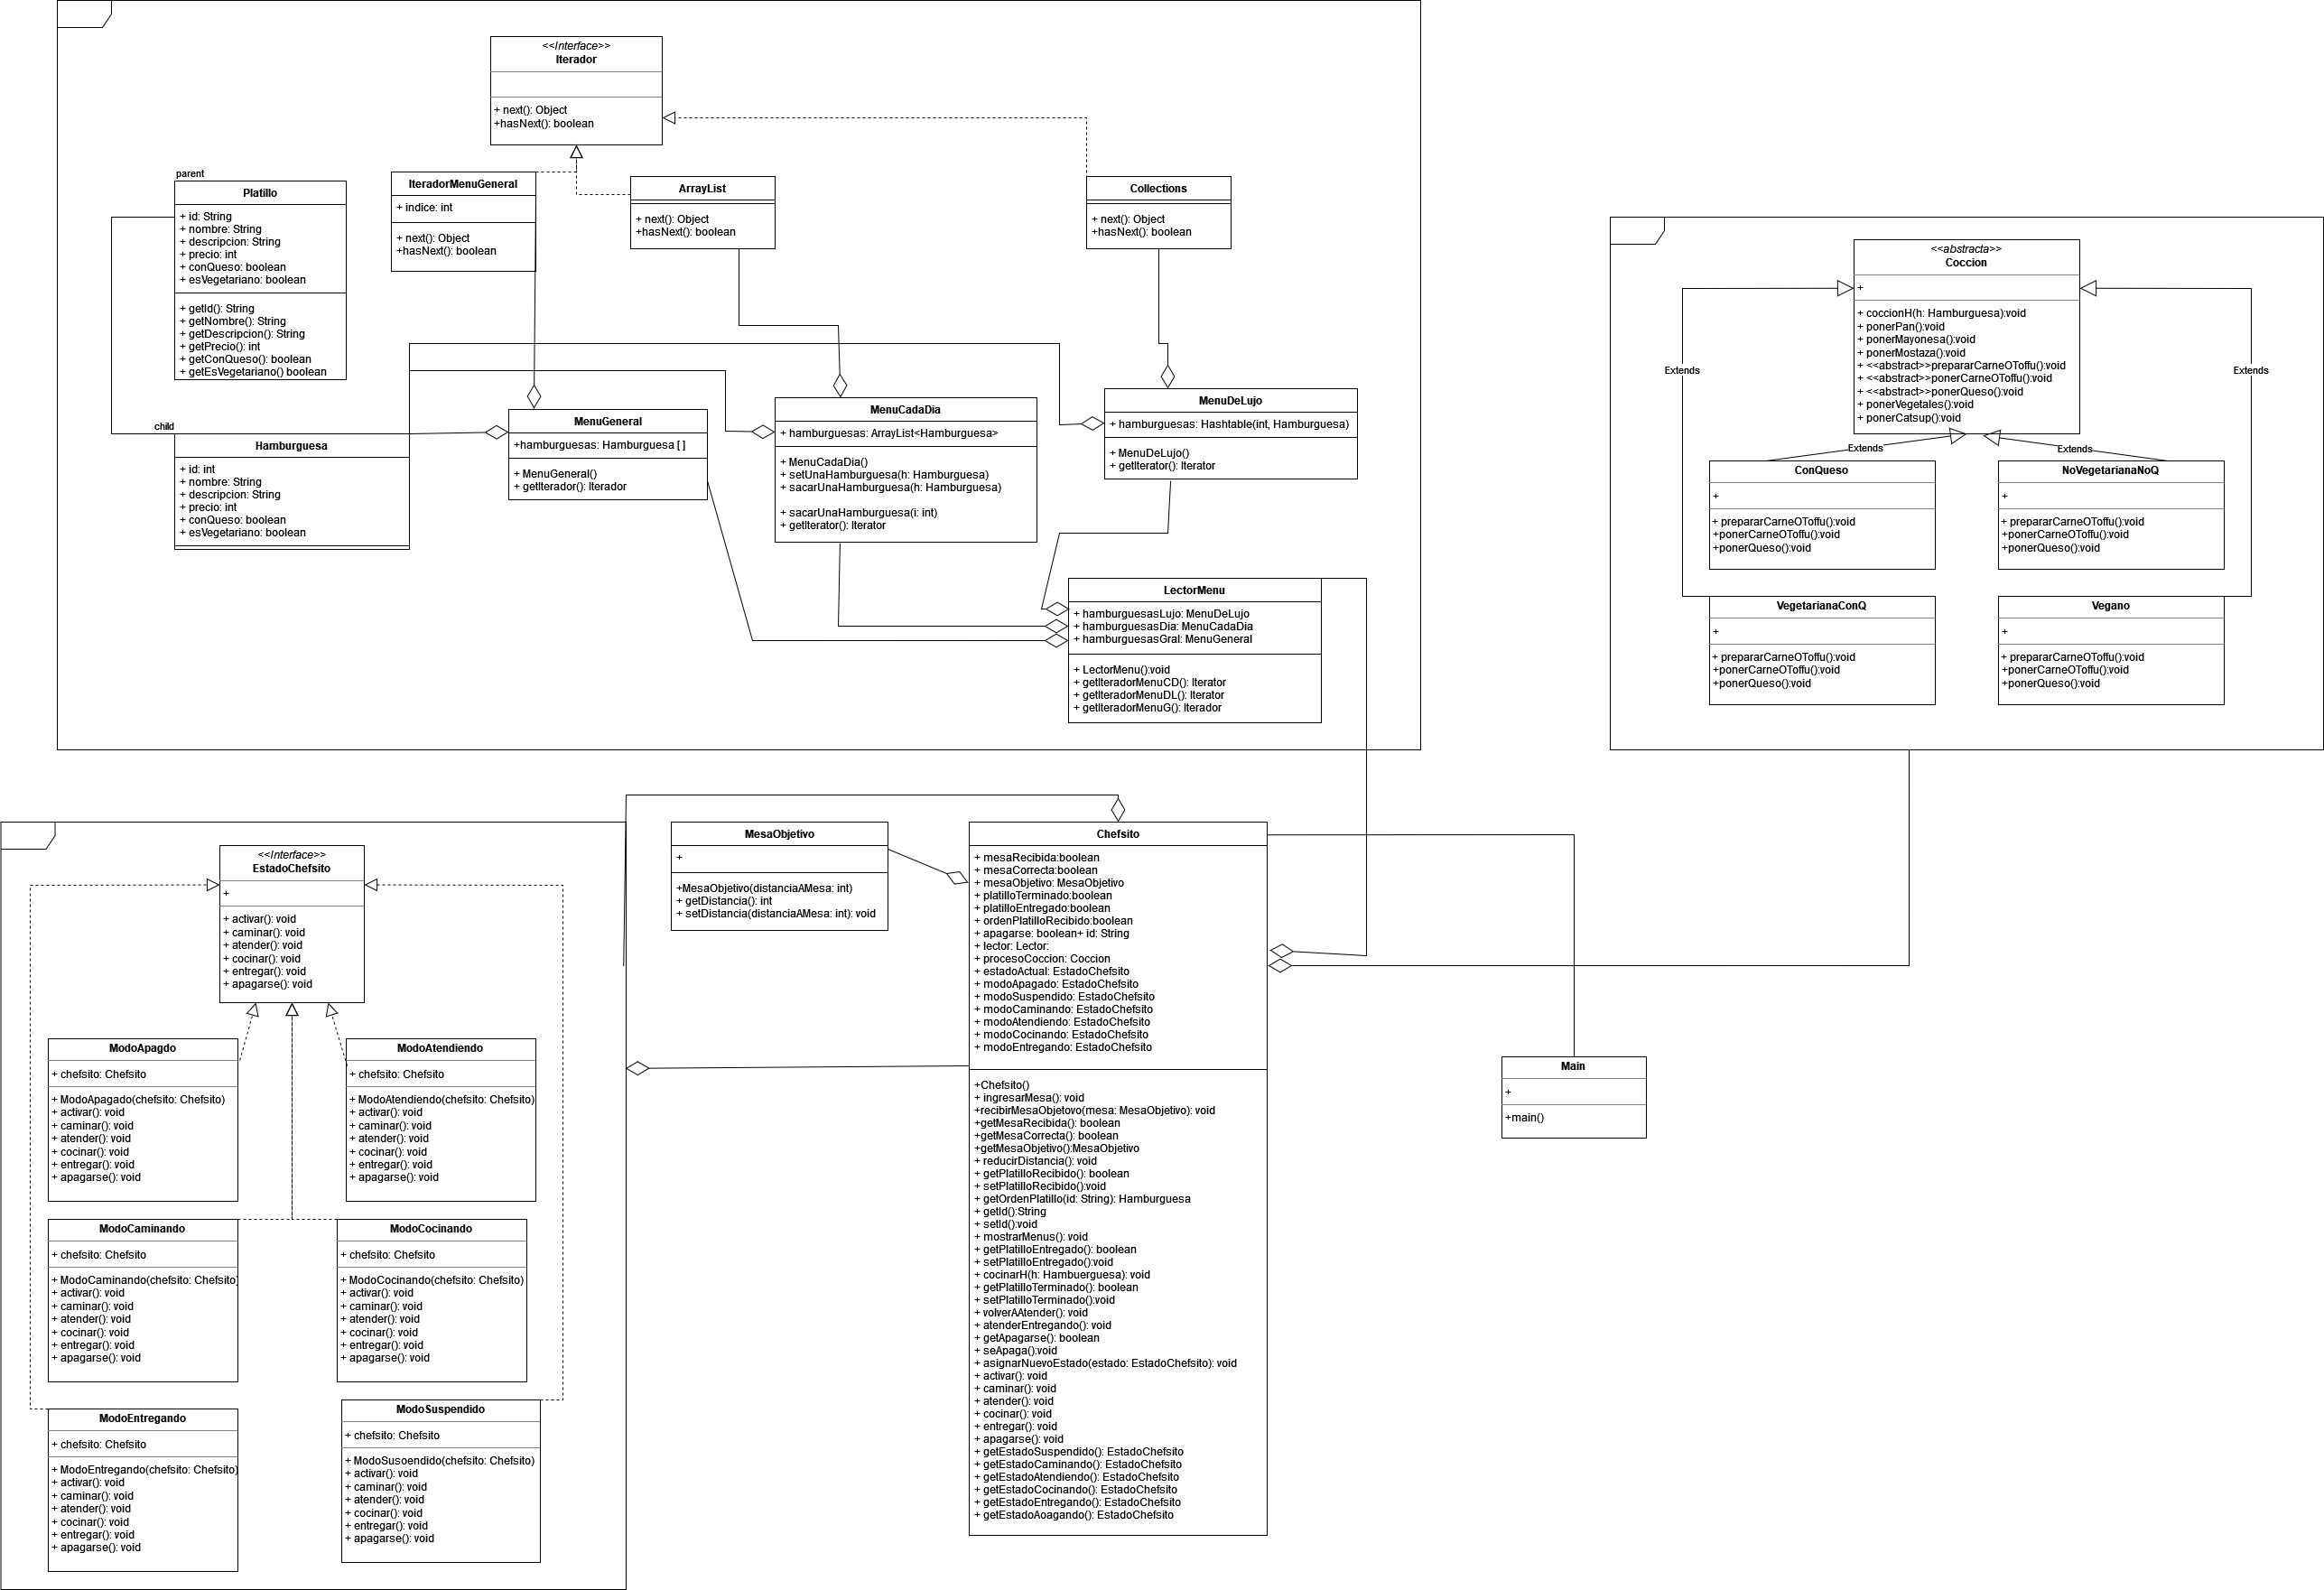 <<Interface>>
Iterador
+ next(): Object
+hasNext(): boolean
parent
Platillo
+ id: String
+ nombre: String
+ descripcion: String
+ precio: int
+ conQueso: boolean
+ esVegetariano: boolean
+ getId(): String
+ getNombre(): String
+ getDescripcion(): String
+ getPrecio(): int
+ getConQueso(): boolean
+ getEsVegetariano() boolean
IteradorMenuGeneral
+ indice: int
+ next(): Object
+hasNext(): boolean
ArrayList
+ next(): Object
+hasNext(): boolean
Collections
+ next(): Object
+hasNext(): boolean
child
Hamburguesa
+ id: int
+ nombre: String
+ descripcion: String
+ precio: int
+ conQueso: boolean
+ esVegetariano: boolean
MenuGeneral
+hamburguesas: Hamburguesa [ ]
+ MenuGeneral()
+ getIterador(): Iterador
MenuCadaDia
+ hamburguesas: ArrayList<Hamburguesa>
+ MenuCadaDia()
+ setUnaHamburguesa(h: Hamburguesa)
+ sacarUnaHamburguesa(h: Hamburguesa)
+ sacarUnaHamburguesa(i: int)
+ getIterator(): Iterator
MenuDeLujo
+ hamburguesas: Hashtable(int, Hamburguesa)
+ MenuDeLujo()
+ getIterator(): Iterator
LectorMenu
+ hamburguesasLujo: MenuDeLujo
+ hamburguesasDia: MenuCadaDia
+ hamburguesasGral: MenuGeneral
+ LectorMenu():void
+ getIteradorMenuCD(): Iterator
+ getIteradorMenuDL(): Iterator
+ getIteradorMenuG(): Iterador
<<abstracta>>
Coccion
+
+ coccionH(h: Hamburguesa):void
+ ponerPan():void
+ ponerMayonesa():void
+ ponerMostaza():void
+ <<abstract>>prepararCarneOToffu():void
+ <<abstract>>ponerCarneOToffu():void
+ <<abstract>>ponerQueso():void
+ ponerVegetales():void
+ ponerCatsup():void
Extends
Extends
Extends
Extends
ConQueso
+
+ prepararCarneOToffu():void
+ponerCarneOToffu():void
+ponerQueso():void
NoVegetarianaNoQ
+
+ prepararCarneOToffu():void
+ponerCarneOToffu():void
+ponerQueso():void
VegetarianaConQ
+
+ prepararCarneOToffu():void
+ponerCarneOToffu():void
+ponerQueso():void
Vegano
+
+ prepararCarneOToffu():void
+ponerCarneOToffu():void
+ponerQueso():void
<<Interface>>
EstadoChefsito
+
+ activar(): void
+ caminar(): void
+ atender(): void
+ cocinar(): void
+ entregar(): void
+ apagarse(): void
ModoApagdo
+ chefsito: Chefsito
+ ModoApagado(chefsito: Chefsito)
+ activar(): void
+ caminar(): void
+ atender(): void
+ cocinar(): void
+ entregar(): void
+ apagarse(): void
ModoAtendiendo
+ chefsito: Chefsito
+ ModoAtendiendo(chefsito: Chefsito)
+ activar(): void
+ caminar(): void
+ atender(): void
+ cocinar(): void
+ entregar(): void
+ apagarse(): void
ModoCaminando
+ chefsito: Chefsito
+ ModoCaminando(chefsito: Chefsito)
+ activar(): void
+ caminar(): void
+ atender(): void
+ cocinar(): void
+ entregar(): void
+ apagarse(): void
ModoCocinando
+ chefsito: Chefsito
+ ModoCocinando(chefsito: Chefsito)
+ activar(): void
+ caminar(): void
+ atender(): void
+ cocinar(): void
+ entregar(): void
+ apagarse(): void
ModoEntregando
+ chefsito: Chefsito
+ ModoEntregando(chefsito: Chefsito)
+ activar(): void
+ caminar(): void
+ atender(): void
+ cocinar(): void
+ entregar(): void
+ apagarse(): void
ModoSuspendido
+ chefsito: Chefsito
+ ModoSusoendido(chefsito: Chefsito)
+ activar(): void
+ caminar(): void
+ atender(): void
+ cocinar(): void
+ entregar(): void
+ apagarse(): void
MesaObjetivo
+
+MesaObjetivo(distanciaAMesa: int)
+ getDistancia(): int
+ setDistancia(distanciaAMesa: int): void
Chefsito
+ mesaRecibida:boolean
+ mesaCorrecta:boolean
+ mesaObjetivo: MesaObjetivo
+ platilloTerminado:boolean
+ platilloEntregado:boolean
+ ordenPlatilloRecibido:boolean
+ apagarse: boolean+ id: String
+ lector: Lector:
+ procesoCoccion: Coccion
+ estadoActual: EstadoChefsito
+ modoApagado: EstadoChefsito
+ modoSuspendido: EstadoChefsito
+ modoCaminando: EstadoChefsito
+ modoAtendiendo: EstadoChefsito
+ modoCocinando: EstadoChefsito
+ modoEntregando: EstadoChefsito
+Chefsito()
+ ingresarMesa(): void
+recibirMesaObjetovo(mesa: MesaObjetivo): void
+getMesaRecibida(): boolean
+getMesaCorrecta(): boolean
+getMesaObjetivo():MesaObjetivo
+ reducirDistancia(): void
+ getPlatilloRecibido(): boolean
+ setPlatilloRecibido():void
+ getOrdenPlatillo(id: String): Hamburguesa
+ getId():String
+ setId():void
+ mostrarMenus(): void
+ getPlatilloEntregado(): boolean
+ setPlatilloEntregado():void
+ cocinarH(h: Hambuerguesa): void
+ getPlatilloTerminado(): boolean
+ setPlatilloTerminado():void
+ volverAAtender(): void
+ atenderEntregando(): void
+ getApagarse(): boolean
+ seApaga():void
+ asignarNuevoEstado(estado: EstadoChefsito): void
+ activar(): void
+ caminar(): void
+ atender(): void
+ cocinar(): void
+ entregar(): void
+ apagarse(): void
+ getEstadoSuspendido(): EstadoChefsito
+ getEstadoCaminando(): EstadoChefsito
+ getEstadoAtendiendo(): EstadoChefsito
+ getEstadoCocinando(): EstadoChefsito
+ getEstadoEntregando(): EstadoChefsito
+ getEstadoAoagando(): EstadoChefsito
Main
+
+main()